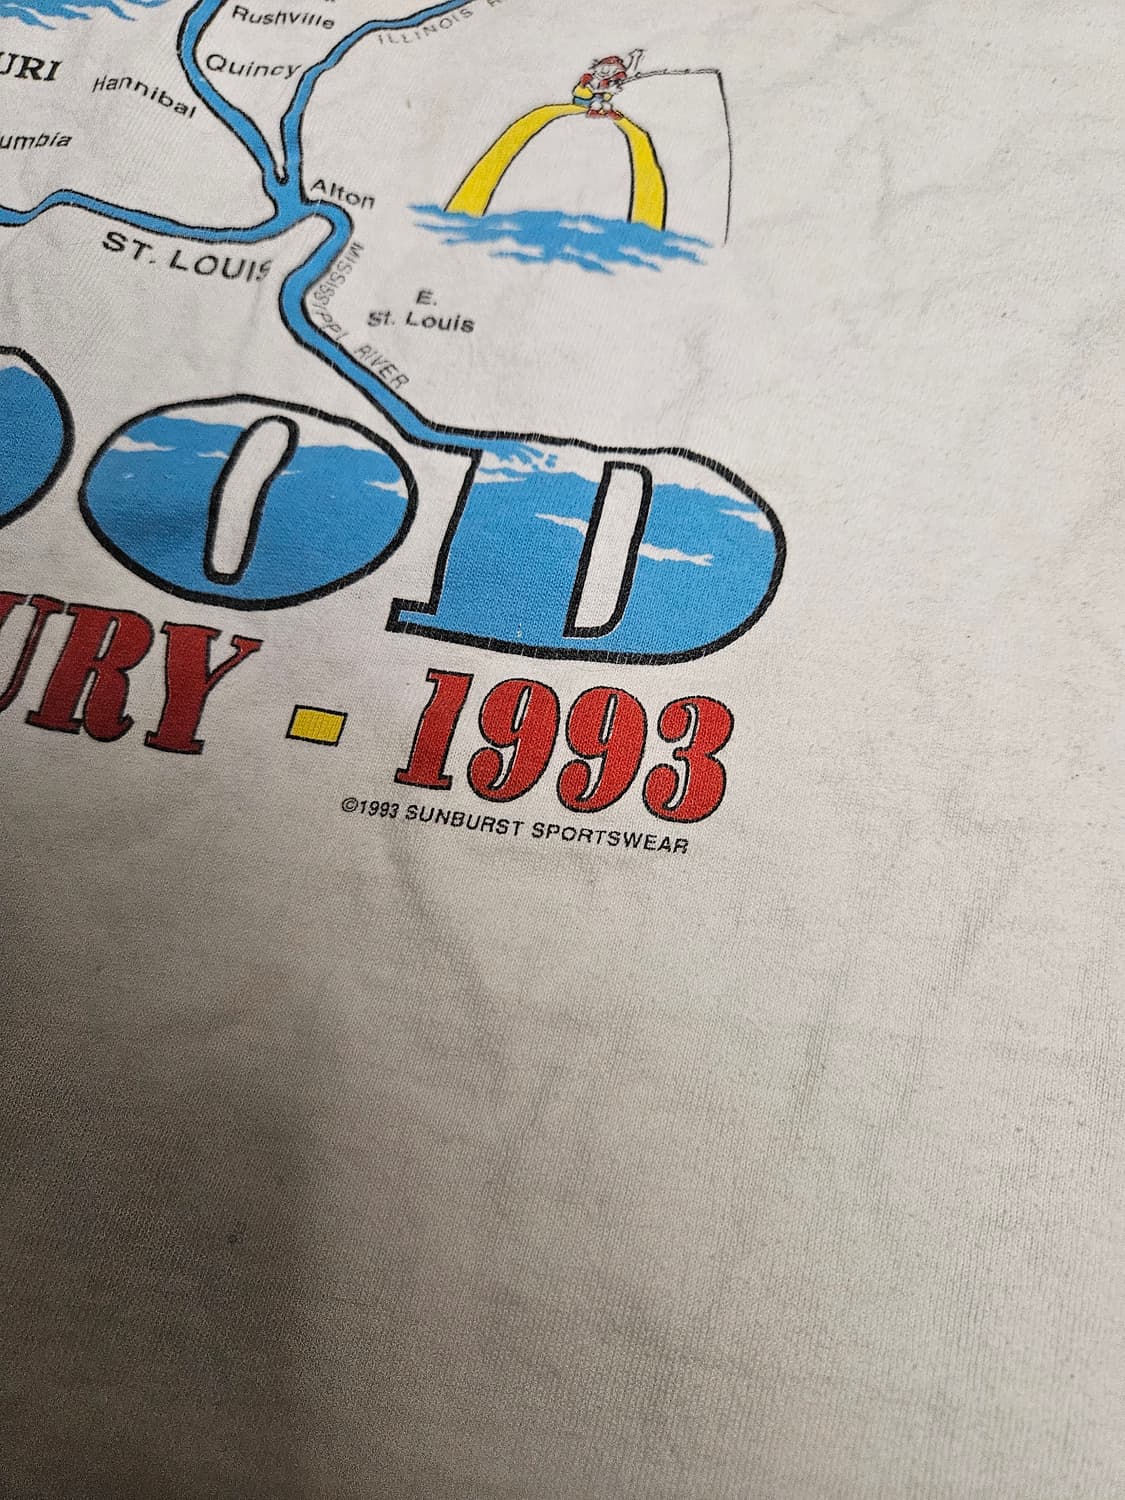 Rushville
ILLINOIS R
URI
Hannibal
Quincy
umbia
Alton
ST. LOUIS
MISSISSIPPI RIVER
E.
St. Louis
OOD
URY - 1993
©1993 SUNBURST SPORTSWEAR